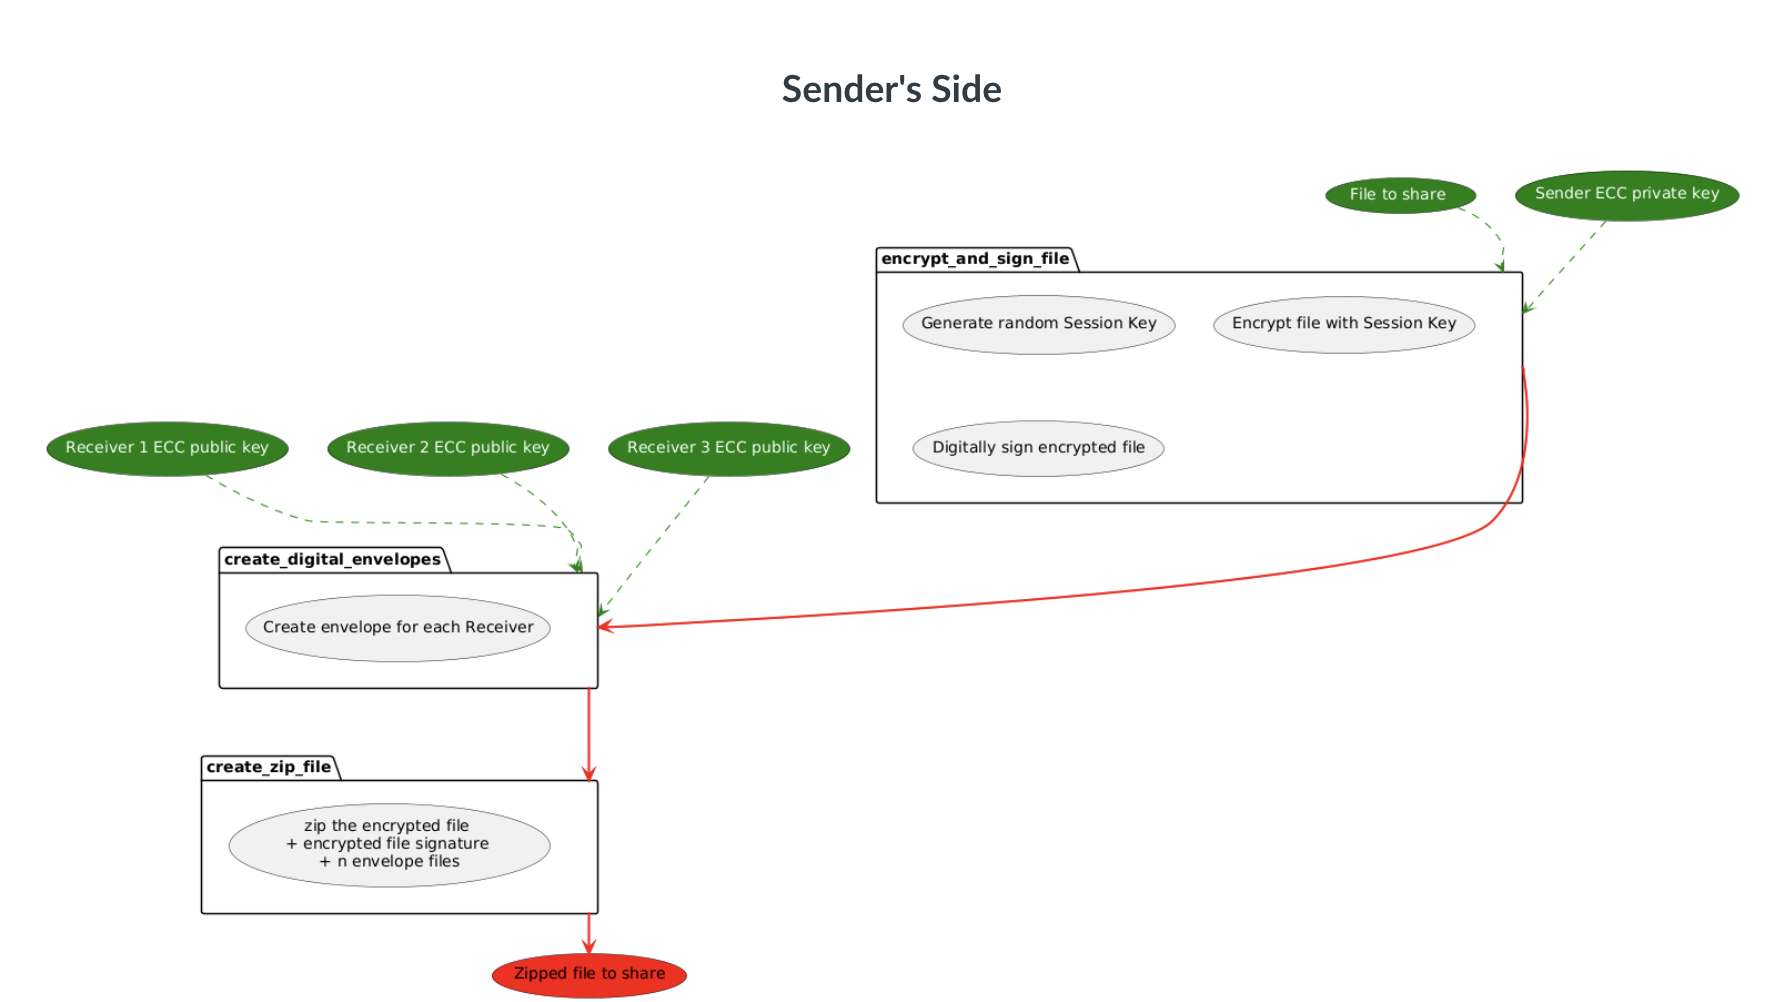 Sender's Side
File to share
Sender ECC private key
encrypt_and_sign_file
Generate random Session Key
Encrypt file with Session Key
Digitally sign encrypted file
Receiver 1 ECC public key
Receiver 2 ECC public key
Receiver 3 ECC public key
create_digital_envelopes
Create envelope for each Receiver
create_zip_file
zip the encrypted file
+ encrypted file signature
+ n envelope files
Zipped file to share